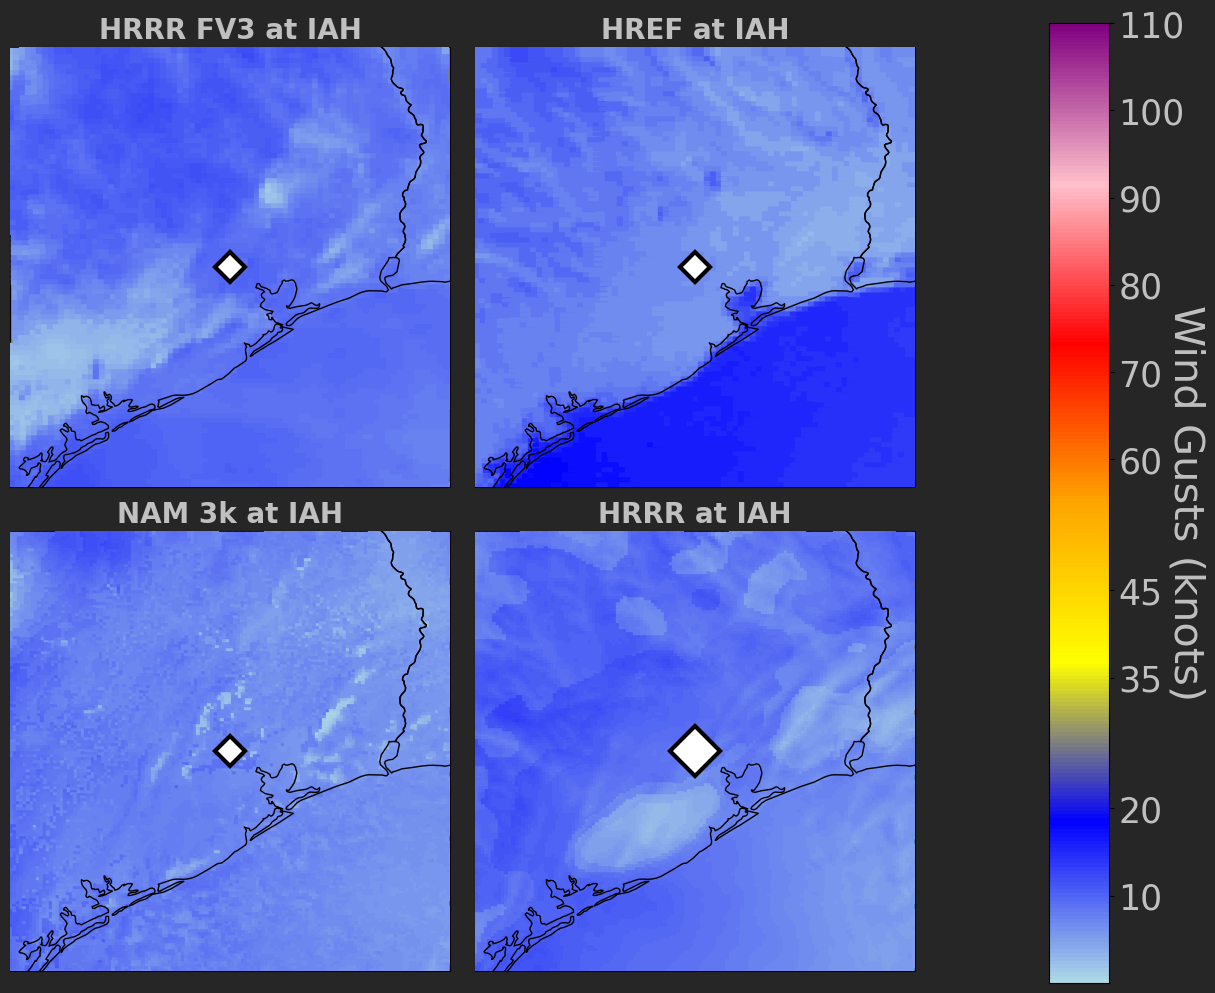 HRRR FV3 at IAH
HREF at IAH
NAM 3k at IAH
HRRR at IAH
110
100
90
80
70
60
45
35
20
10
Wind Gusts (knots)